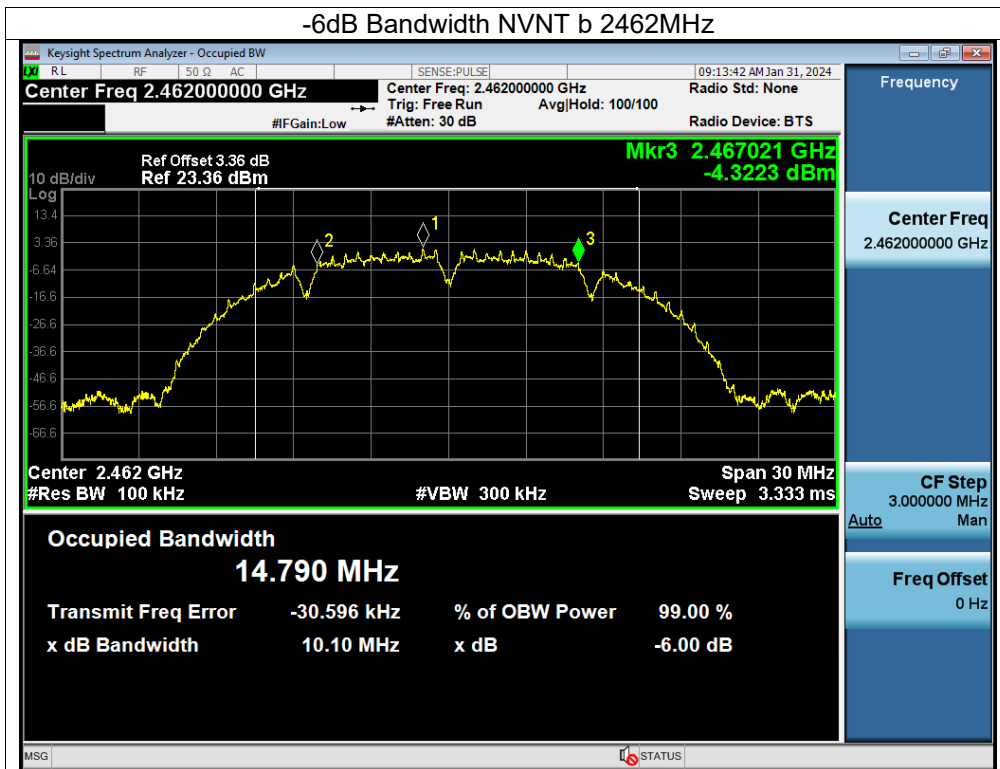 -6dB Bandwidth NVNT b 2462MHz
Keysight Spectrum Analyzer - Occupied BW
LXI RL RF 50 Ω AC SENSE:PULSE 09:13:42 AM Jan 31, 2024
Center Freq 2.462000000 GHz Center Freq: 2.462000000 GHz Radio Std: None
Trig: Free Run Avg|Hold: 100/100
#IFGain:Low #Atten: 30 dB Radio Device: BTS
Ref Offset 3.36 dB Mkr3 2.467021 GHz
10 dB/div Ref 23.36 dBm -4.3223 dBm
Log
13.4
1
3.36 2 3
-6.64
-16.6
-26.6
-36.6
-46.6
-56.6
-66.6
Center 2.462 GHz Span 30 MHz
#Res BW 100 kHz #VBW 300 kHz Sweep 3.333 ms
Occupied Bandwidth
14.790 MHz
Transmit Freq Error -30.596 kHz % of OBW Power 99.00 %
x dB Bandwidth 10.10 MHz x dB -6.00 dB
MSG STATUS
Frequency
Center Freq
2.462000000 GHz
CF Step
3.000000 MHz
Auto Man
Freq Offset
0 Hz